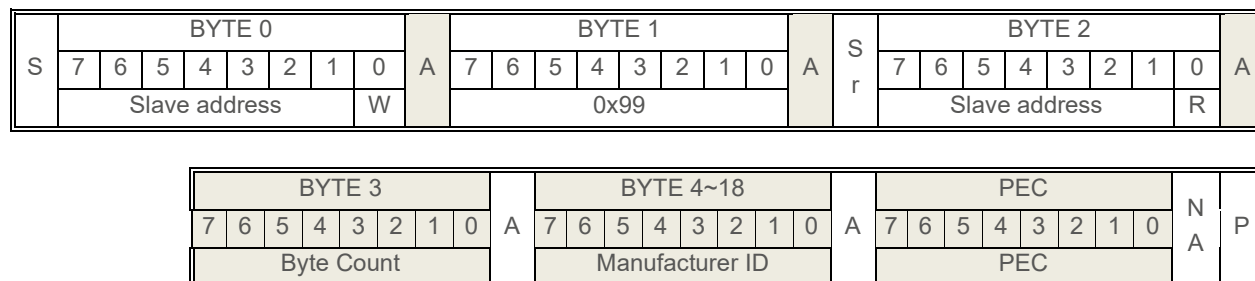 BYTE 0 BYTE 1 BYTE 2
S 7 6 5 4 3 2 1 0 A 7 6 5 4 3 2 1 0 A Sr 7 6 5 4 3 2 1 0 A
Slave address W 0x99 Slave address R
BYTE 3 BYTE 4~18 PEC
7 6 5 4 3 2 1 0 A 7 6 5 4 3 2 1 0 A 7 6 5 4 3 2 1 0 NA P
Byte Count Manufacturer ID PEC